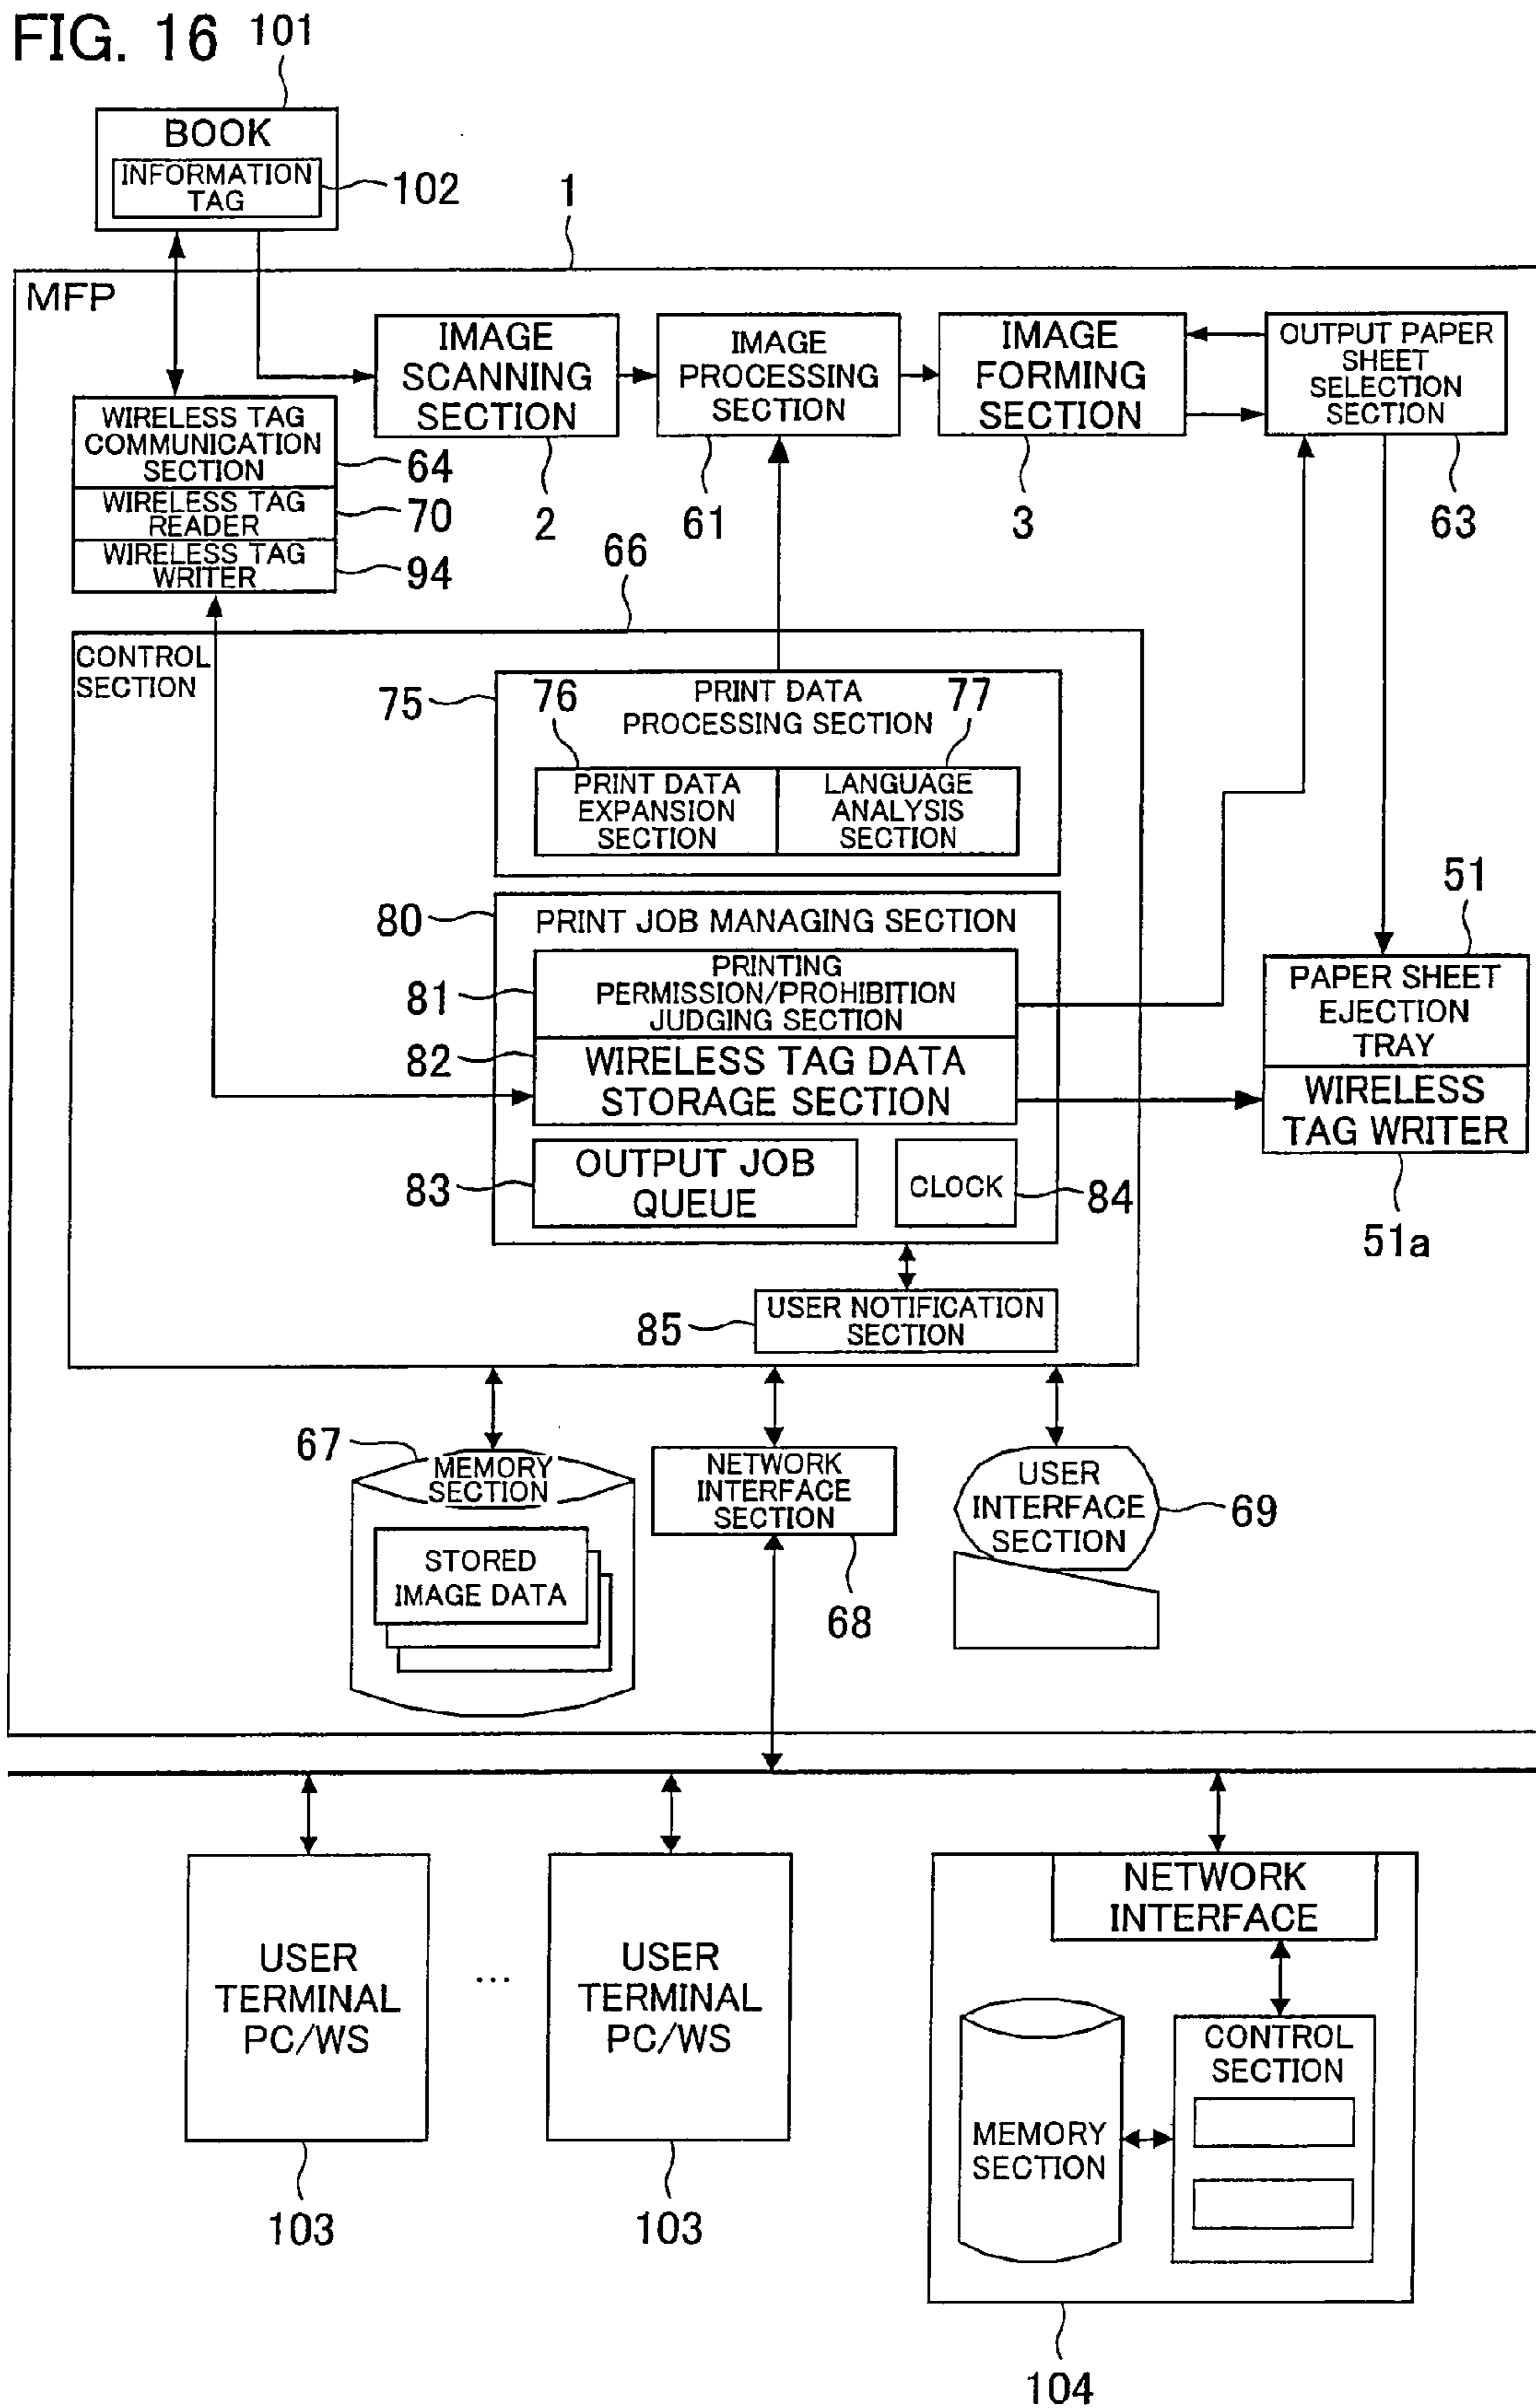 FIG. 16
101
BOOK
INFORMATION
TAG
102
1
MFP
IMAGE
SCANNING
SECTION
2
IMAGE
PROCESSING
SECTION
61
IMAGE
FORMING
SECTION
3
OUTPUT PAPER
SHEET
SELECTION
SECTION
63
WIRELESS TAG
COMMUNICATION
SECTION
64
WIRELESS TAG
READER
70
WIRELESS TAG
WRITER
94
66
CONTROL
SECTION
75
PRINT DATA
PROCESSING SECTION
76
77
PRINT DATA
EXPANSION
SECTION
LANGUAGE
ANALYSIS
SECTION
80
PRINT JOB MANAGING SECTION
81
PRINTING
PERMISSION/PROHIBITION
JUDGING SECTION
82
WIRELESS TAG DATA
STORAGE SECTION
83
OUTPUT JOB
QUEUE
CLOCK
84
51
PAPER SHEET
EJECTION
TRAY
WIRELESS
TAG WRITER
51a
85
USER NOTIFICATION
SECTION
67
MEMORY
SECTION
STORED
IMAGE DATA
NETWORK
INTERFACE
SECTION
68
USER
INTERFACE
SECTION
69
USER
TERMINAL
PC/WS
103
...
USER
TERMINAL
PC/WS
103
NETWORK
INTERFACE
CONTROL
SECTION
MEMORY
SECTION
104